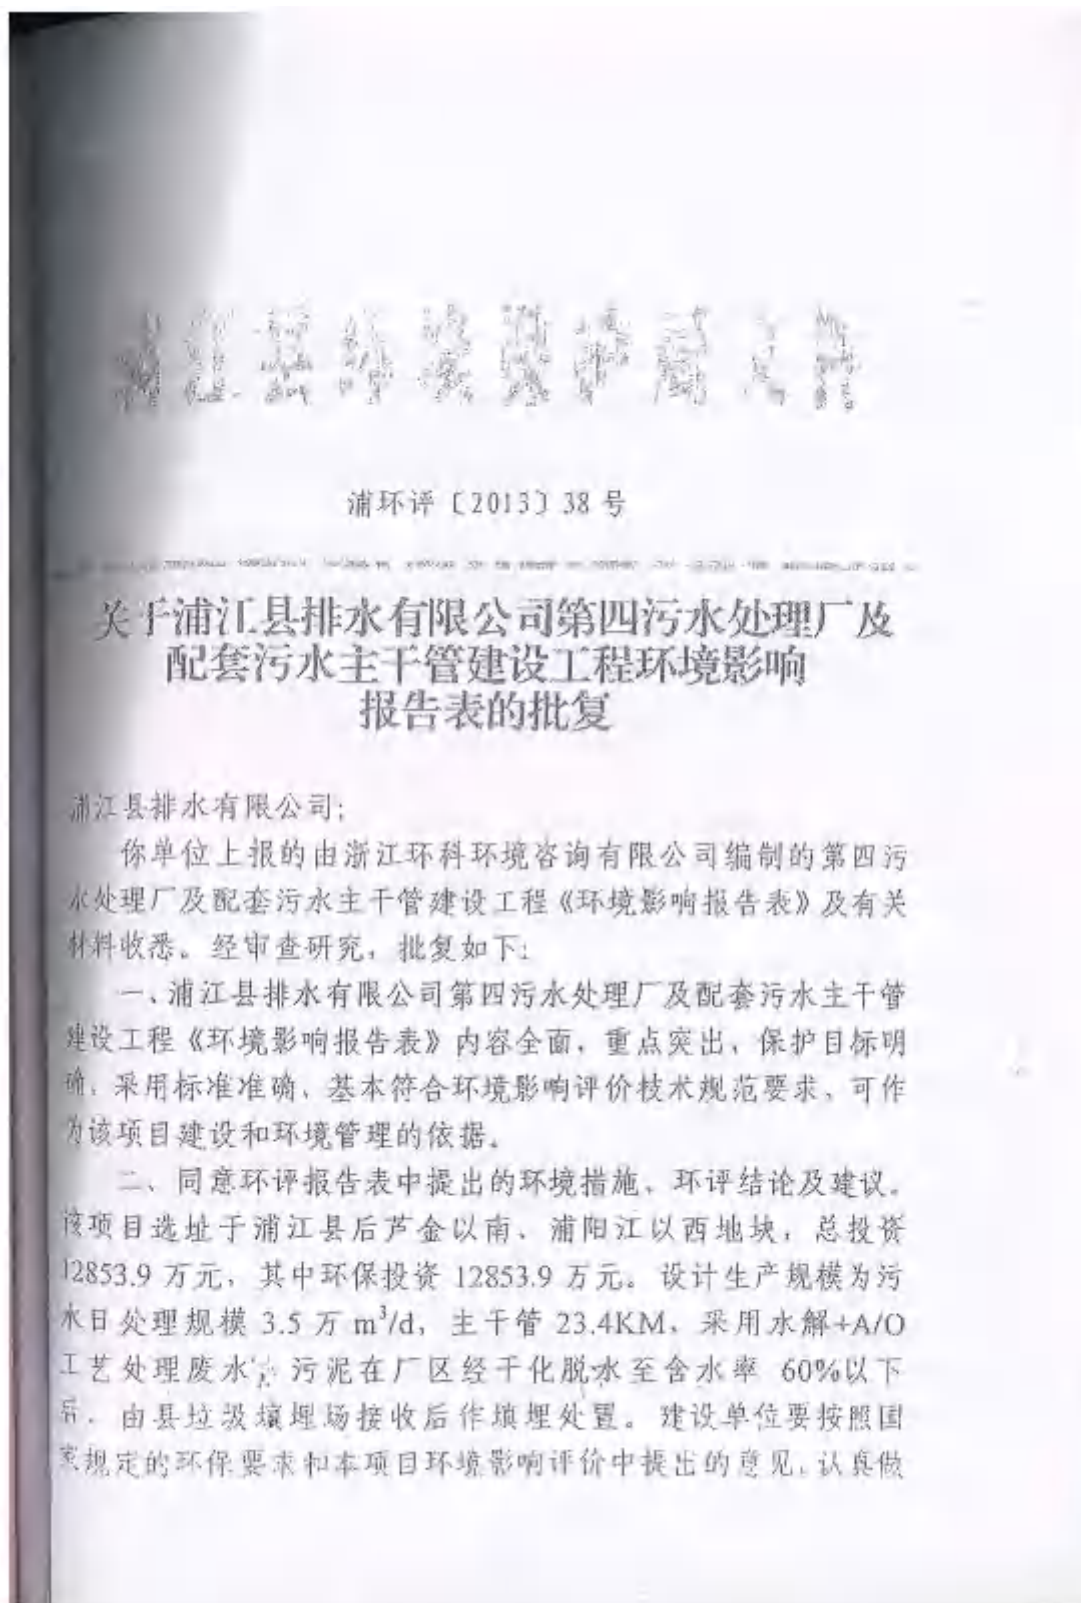 浦环评〔2013〕38号
关于浦江县排水有限公司第四污水处理厂及
配套污水主干管建设工程环境影响
报告表的批复
浦江县排水有限公司：
你单位上报的由浙江环科环境咨询有限公司编制的第四污
水处理厂及配套污水主干管建设工程《环境影响报告表》及有关
材料收悉。经审查研究，批复如下：
一、浦江县排水有限公司第四污水处理厂及配套污水主干管
建设工程《环境影响报告表》内容全面，重点突出、保护目标明
确，采用标准准确、基本符合环境影响评价技术规范要求、可作
为该项目建设和环境管理的依据。
二、同意环评报告表中提出的环境措施、环评结论及建议。
该项目选址于浦江县后芦金以南、浦阳江以西地块，总投资
12853.9 万元，其中环保投资 12853.9 万元。设计生产规模为污
水日处理规模 3.5 万 m³/d，主干管 23.4KM，采用水解+A/O
工艺处理废水；污泥在厂区经干化脱水至含水率 60%以下
后，由县垃圾填埋场接收后作填埋处置。建设单位要按照国
家规定的环保要求和本项目环境影响评价中提出的意见，认真做